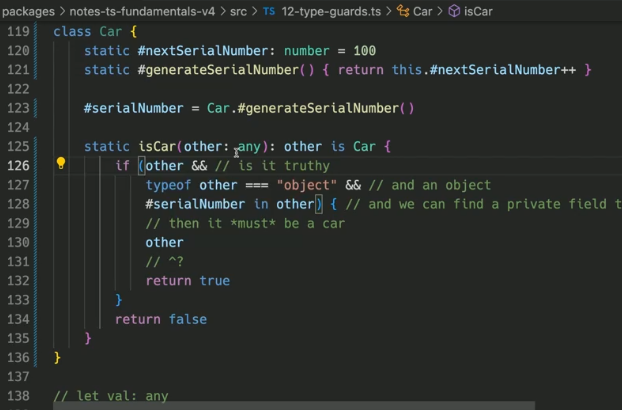 packages > notes-ts-fundamentals-v4 > src > TS 12-type-guards.ts > Car > isCar
119 class Car {
120 static #nextSerialNumber: number = 100
121 static #generateSerialNumber() { return this.#nextSerialNumber++ }
122
123 #serialNumber = Car.#generateSerialNumber()
124
125 static isCar(other: any): other is Car {
126 if (other && // is it truthy
127 typeof other === "object" && // and an object
128 #serialNumber in other) { // and we can find a private field t
129 // then it *must* be a car
130 other
131 // ^?
132 return true
133 }
134 return false
135 }
136 }
137
138 // let val: any